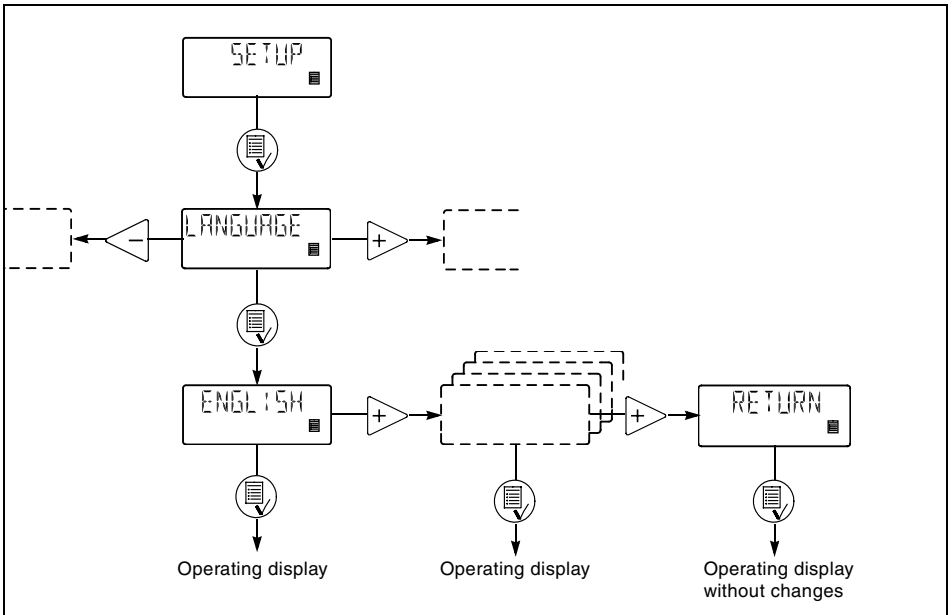 SETUP
LANGUAGE
ENGLISH
RETURN
Operating display
Operating display
Operating display
without changes